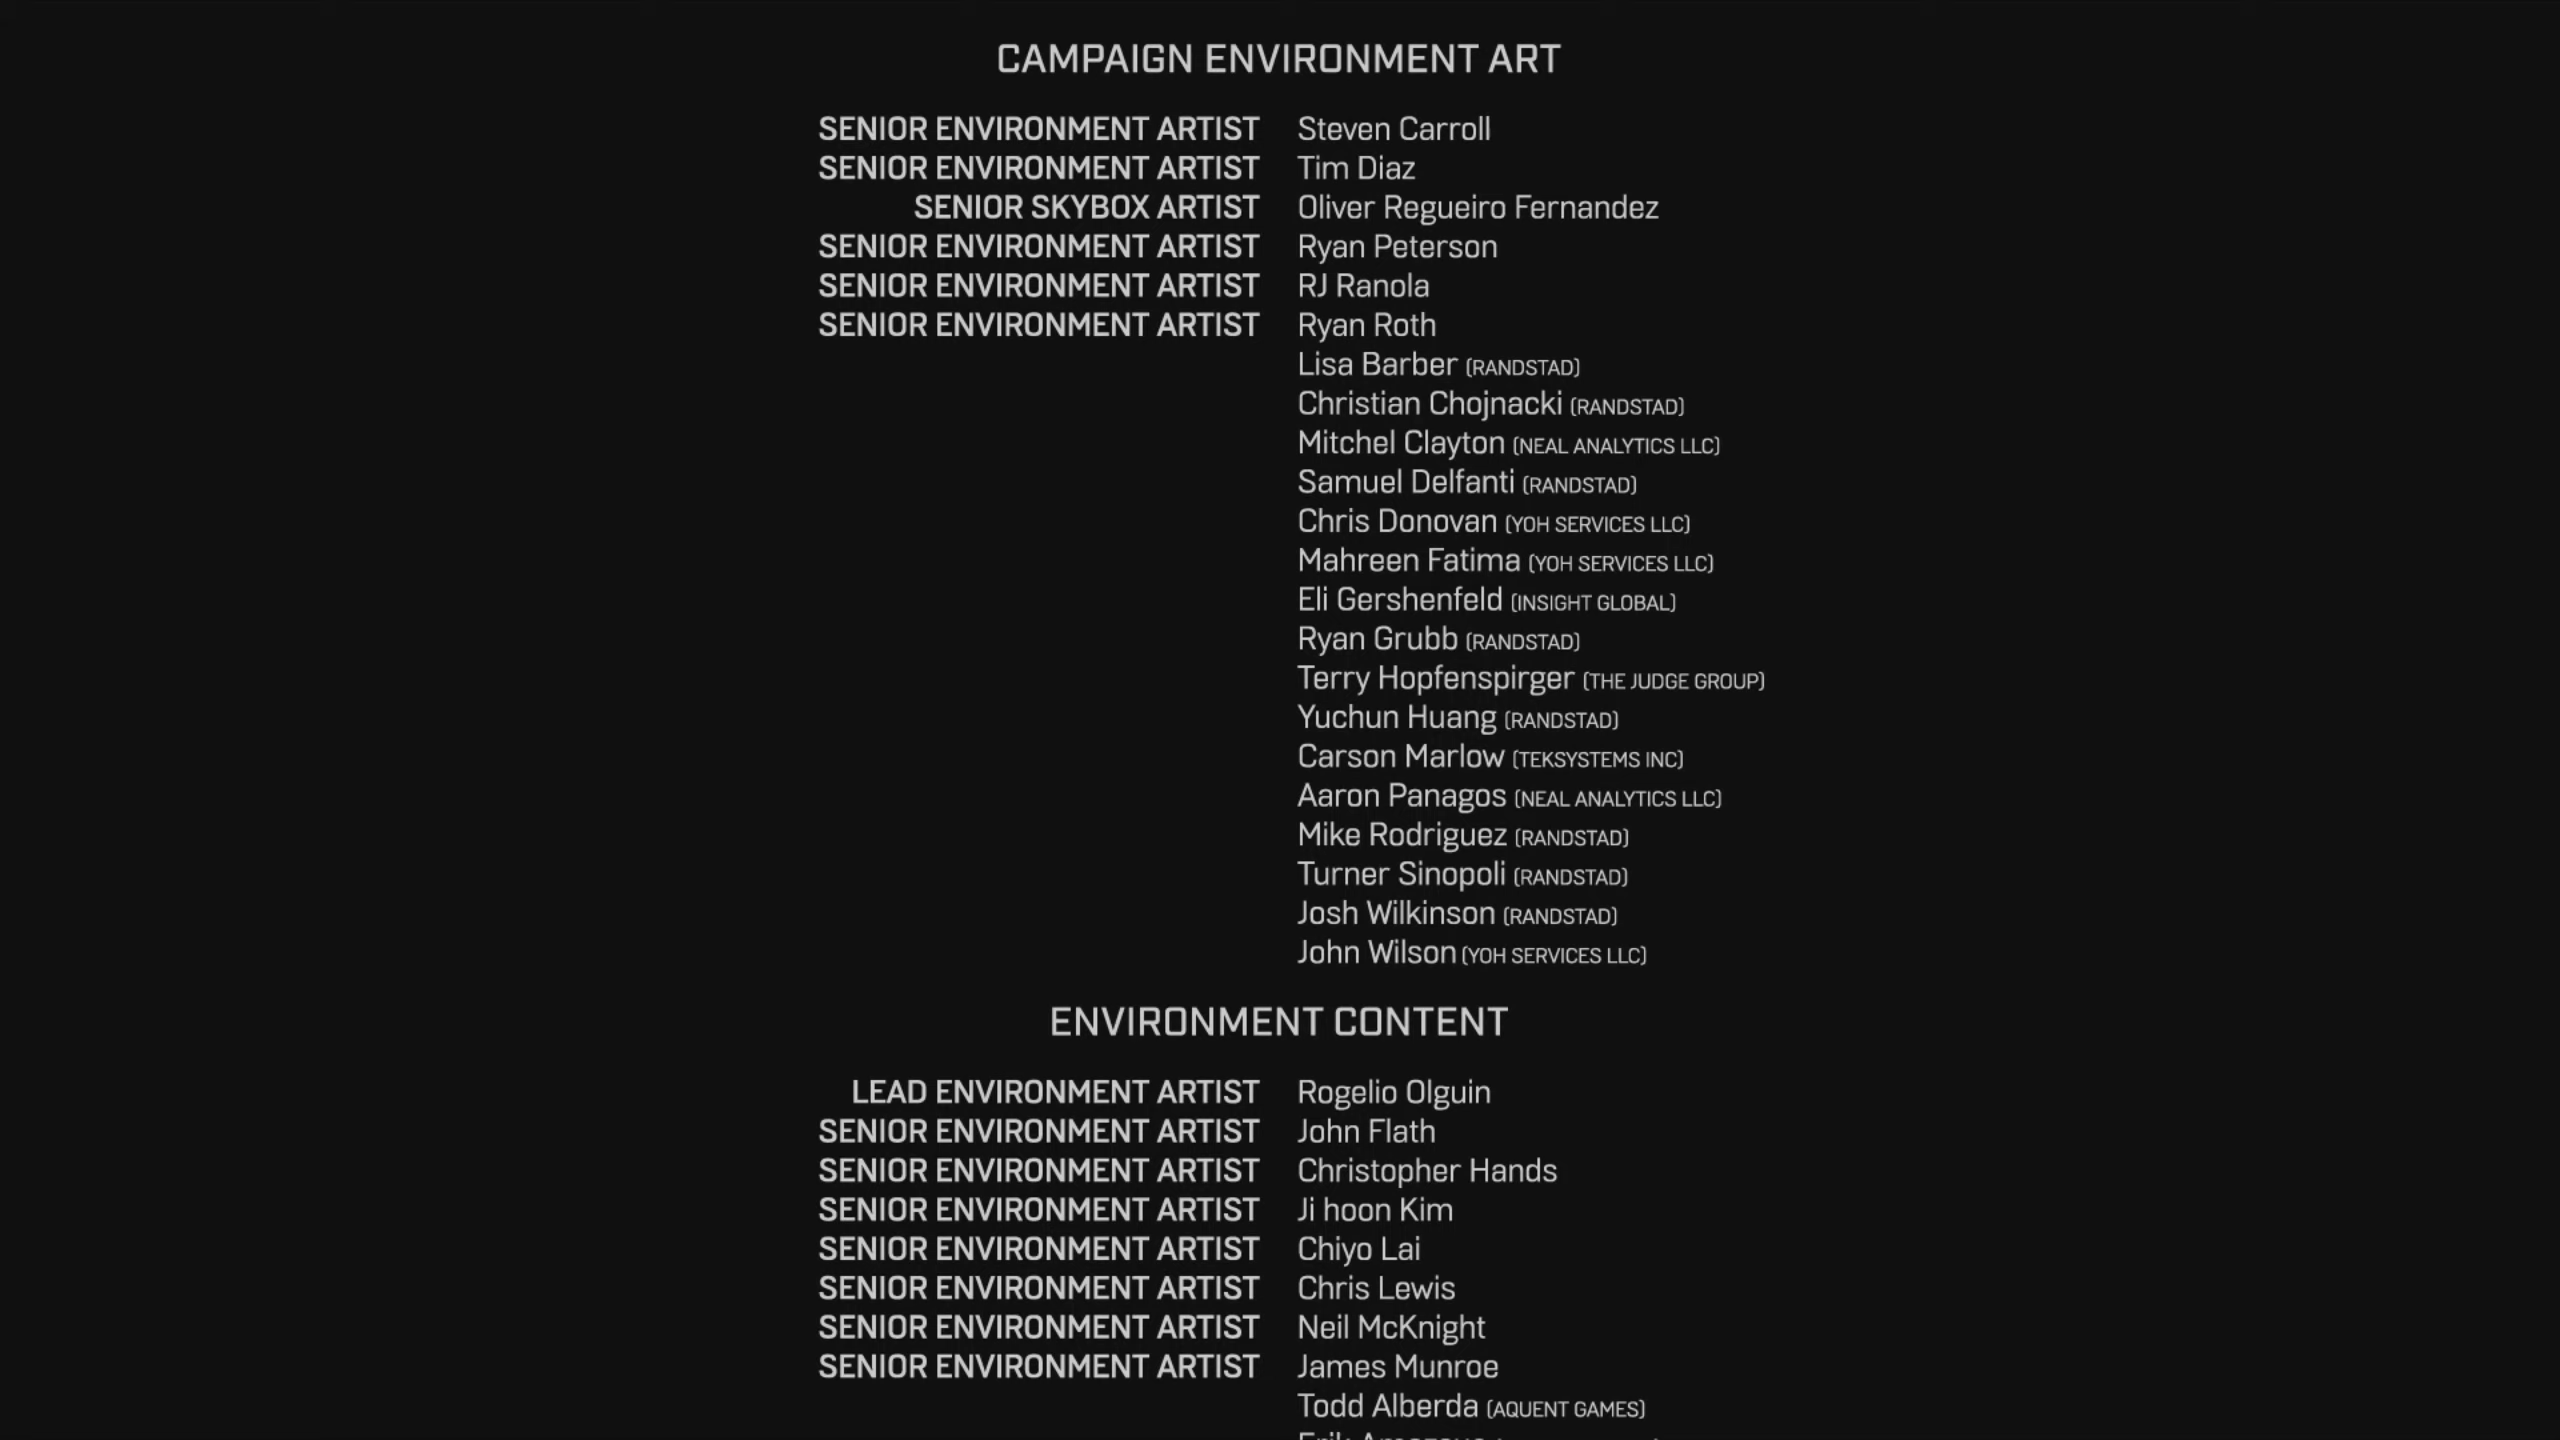 CAMPAIGN ENVIRONMENT ART
SENIOR ENVIRONMENT ARTIST Steven Carroll
SENIOR ENVIRONMENT ARTIST Tim Diaz
SENIOR SKYBOX ARTIST Oliver Regueiro Fernandez
SENIOR ENVIRONMENT ARTIST Ryan Peterson
SENIOR ENVIRONMENT ARTIST RJ Ranola
SENIOR ENVIRONMENT ARTIST Ryan Roth
Lisa Barber (RANDSTAD)
Christian Chojnacki (RANDSTAD)
Mitchel Clayton (NEAL ANALYTICS LLC)
Samuel Delfanti (RANDSTAD)
Chris Donovan (YOH SERVICES LLC)
Mahreen Fatima (YOH SERVICES LLC)
Eli Gershenfeld (INSIGHT GLOBAL)
Ryan Grubb (RANDSTAD)
Terry Hopfenspirger (THE JUDGE GROUP)
Yuchun Huang (RANDSTAD)
Carson Marlow (TEKSYSTEMS INC)
Aaron Panagos (NEAL ANALYTICS LLC)
Mike Rodriguez (RANDSTAD)
Turner Sinopoli (RANDSTAD)
Josh Wilkinson (RANDSTAD)
John Wilson (YOH SERVICES LLC)
ENVIRONMENT CONTENT
LEAD ENVIRONMENT ARTIST Rogelio Olguin
SENIOR ENVIRONMENT ARTIST John Flath
SENIOR ENVIRONMENT ARTIST Christopher Hands
SENIOR ENVIRONMENT ARTIST Ji hoon Kim
SENIOR ENVIRONMENT ARTIST Chiyo Lai
SENIOR ENVIRONMENT ARTIST Chris Lewis
SENIOR ENVIRONMENT ARTIST Neil McKnight
SENIOR ENVIRONMENT ARTIST James Munroe
Todd Alberda (AQUENT GAMES)